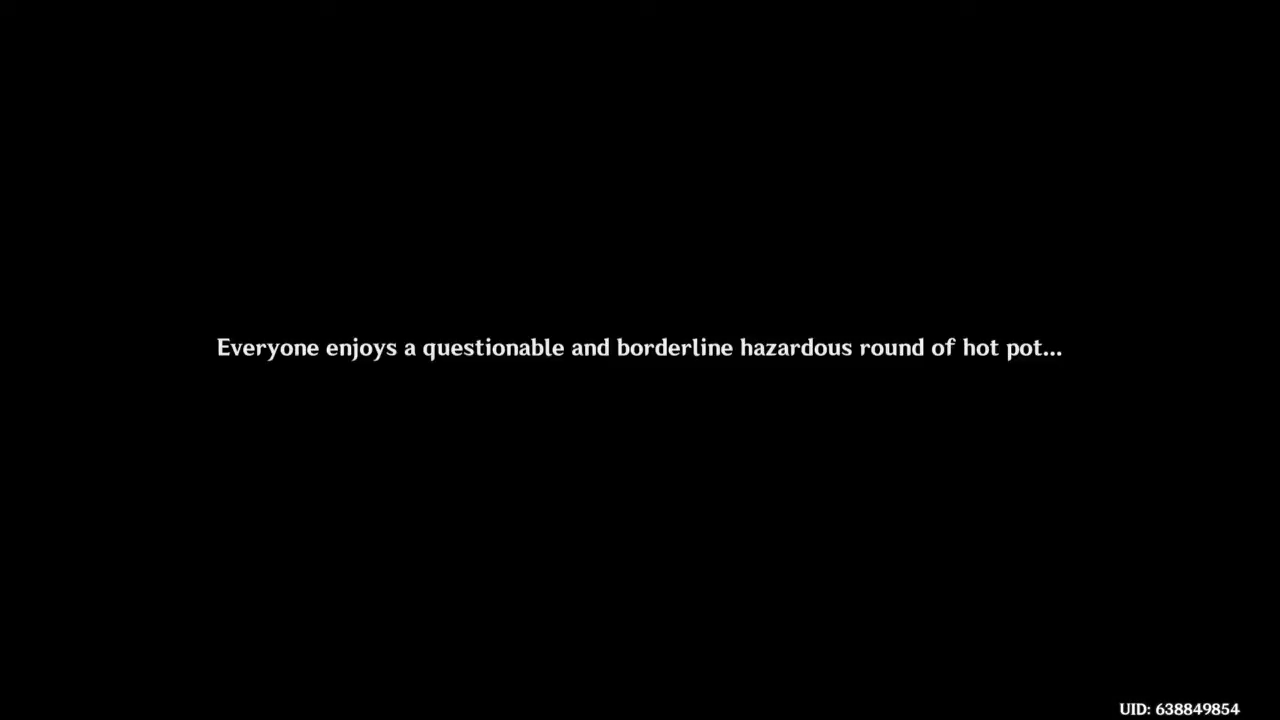 Everyone enjoys a questionable and borderline hazardous round of hot pot...
UID: 638849854